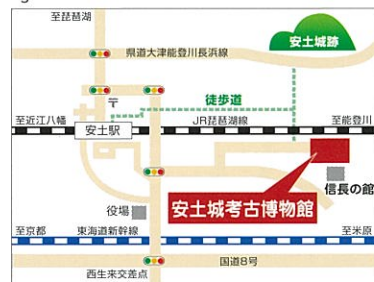 至琵琶湖
安土城跡
県道大津能登川長浜線
〒
徒歩道
至近江八幡
安土駅
JR琵琶湖線
至能登川
信長の館
安土城考古博物館
役場
至京都
東海道新幹線
至米原
国道8号
西生来交差点